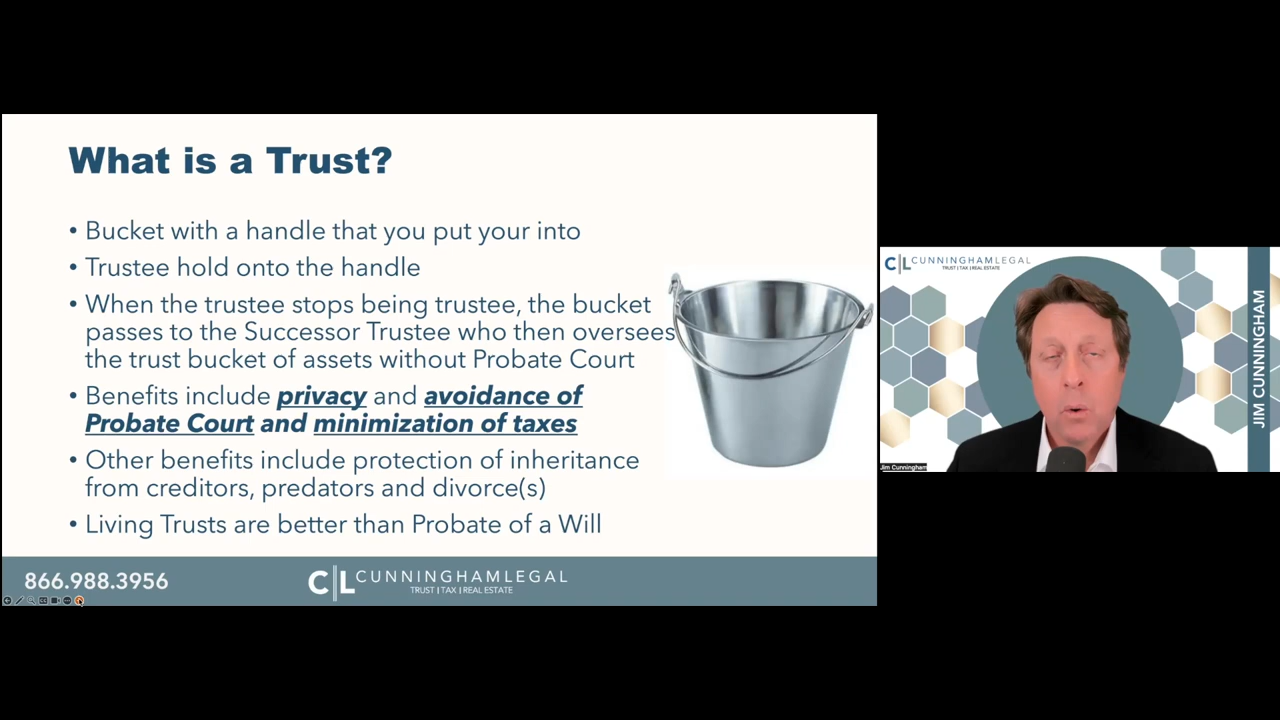 What is a Trust?
• Bucket with a handle that you put your into
• Trustee hold onto the handle
• When the trustee stops being trustee, the bucket
passes to the Successor Trustee who then oversees
the trust bucket of assets without Probate Court
• Benefits include privacy and avoidance of
Probate Court and minimization of taxes
• Other benefits include protection of inheritance
from creditors, predators and divorce(s)
• Living Trusts are better than Probate of a Will
866.988.3956
CL CUNNINGHAMLEGAL
TRUST | TAX | REAL ESTATE
CL CUNNINGHAMLEGAL
TRUST | TAX | REAL ESTATE
JIM CUNNINGHAM
Jim Cunningham